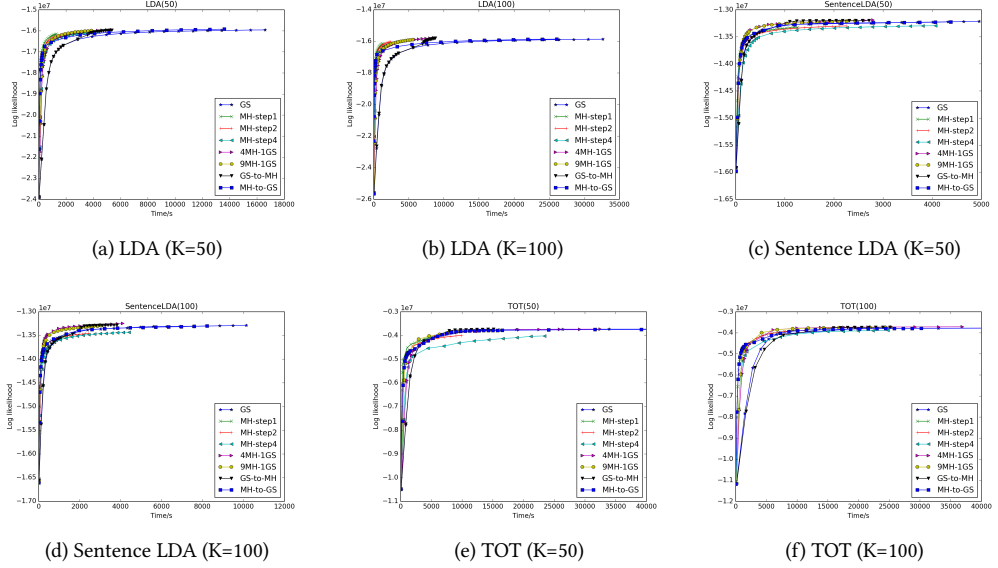 LDA(50)
1e7
−1.5
−1.6
−1.7
−1.8
−1.9
−2.0
−2.1
−2.2
−2.3
−2.4
Log likelihood
0 2000 4000 6000 8000 10000 12000 14000 16000 18000
Time/s
GS
MH-step1
MH-step2
MH-step4
4MH-1GS
9MH-1GS
GS-to-MH
MH-to-GS
(a) LDA (K=50)
LDA(100)
1e7
−1.4
−1.6
−1.8
−2.0
−2.2
−2.4
−2.6
Log likelihood
0 5000 10000 15000 20000 25000 30000 35000
Time/s
GS
MH-step1
MH-step2
MH-step4
4MH-1GS
9MH-1GS
GS-to-MH
MH-to-GS
(b) LDA (K=100)
SentenceLDA(50)
1e7
−1.30
−1.35
−1.40
−1.45
−1.50
−1.55
−1.60
−1.65
Log likelihood
0 1000 2000 3000 4000 5000
Time/s
GS
MH-step1
MH-step2
MH-step4
4MH-1GS
9MH-1GS
GS-to-MH
MH-to-GS
(c) Sentence LDA (K=50)
SentenceLDA(100)
1e7
−1.30
−1.35
−1.40
−1.45
−1.50
−1.55
−1.60
−1.65
−1.70
Log likelihood
0 2000 4000 6000 8000 10000 12000
Time/s
GS
MH-step1
MH-step2
MH-step4
4MH-1GS
9MH-1GS
GS-to-MH
MH-to-GS
(d) Sentence LDA (K=100)
TOT(50)
1e7
−0.3
−0.4
−0.5
−0.6
−0.7
−0.8
−0.9
−1.0
−1.1
Log likelihood
0 5000 10000 15000 20000 25000 30000 35000 40000
Time/s
GS
MH-step1
MH-step2
MH-step4
4MH-1GS
9MH-1GS
GS-to-MH
MH-to-GS
(e) TOT (K=50)
TOT(100)
1e7
−0.3
−0.4
−0.5
−0.6
−0.7
−0.8
−0.9
−1.0
−1.1
−1.2
Log likelihood
0 5000 10000 15000 20000 25000 30000 35000 40000
Time/s
GS
MH-step1
MH-step2
MH-step4
4MH-1GS
9MH-1GS
GS-to-MH
MH-to-GS
(f) TOT (K=100)